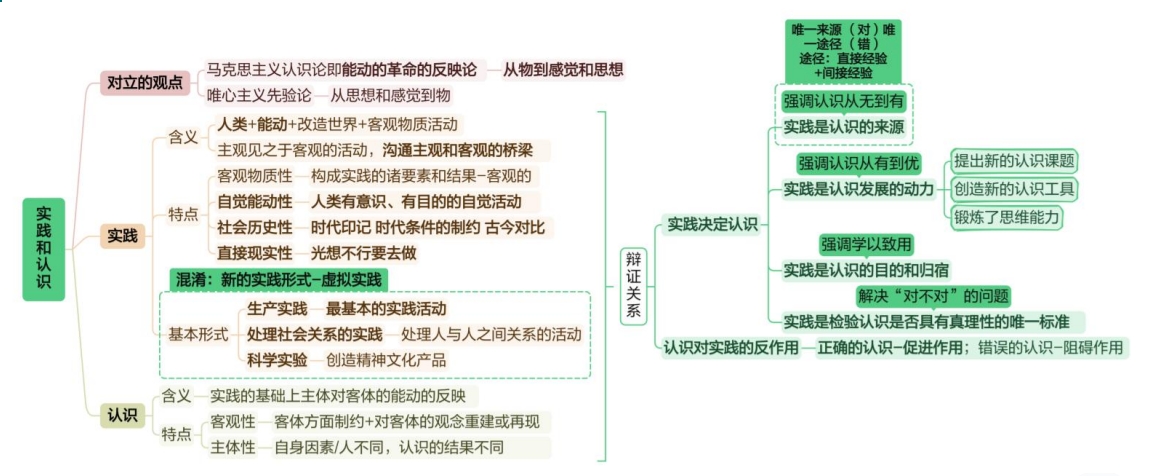 实践和认识
对立的观点
马克思主义认识论即能动的革命的反映论
从物到感觉和思想
唯心主义先验论
从思想和感觉到物
实践
含义
人类+能动+改造世界+客观物质活动
主观见之于客观的活动，沟通主观和客观的桥梁
特点
客观物质性
构成实践的诸要素和结果–客观的
自觉能动性
人类有意识、有目的的自觉活动
社会历史性
时代印记 时代条件的制约 古今对比
直接现实性
光想不行要去做
混淆：新的实践形式–虚拟实践
基本形式
生产实践
最基本的实践活动
处理社会关系的实践
处理人与人之间关系的活动
科学实验
创造精神文化产品
认识
含义
实践的基础上主体对客体的能动的反映
特点
客观性
客体方面制约+对客体的观念重建或再现
主体性
自身因素/人不同，认识的结果不同
辩证关系
实践决定认识
唯一来源（对）唯
一途径（错）
途径：直接经验
+间接经验
强调认识从无到有
实践是认识的来源
强调认识从有到优
实践是认识发展的动力
提出新的认识课题
创造新的认识工具
锻炼了思维能力
强调学以致用
实践是认识的目的和归宿
解决“对不对”的问题
实践是检验认识是否具有真理性的唯一标准
认识对实践的反作用
正确的认识–促进作用；错误的认识–阻碍作用